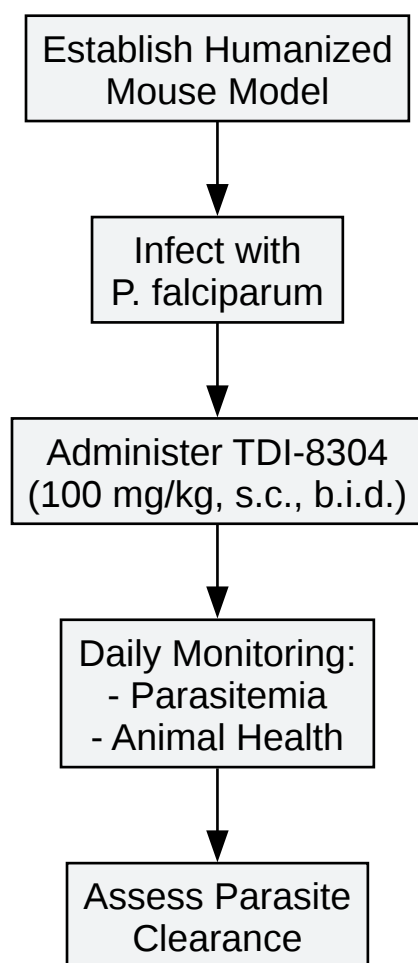 Establish Humanized
Mouse Model
Infect with
P. falciparum
Administer TDI-8304
(100 mg/kg, s.c., b.i.d.)
Daily Monitoring:
- Parasitemia
- Animal Health
Assess Parasite
Clearance